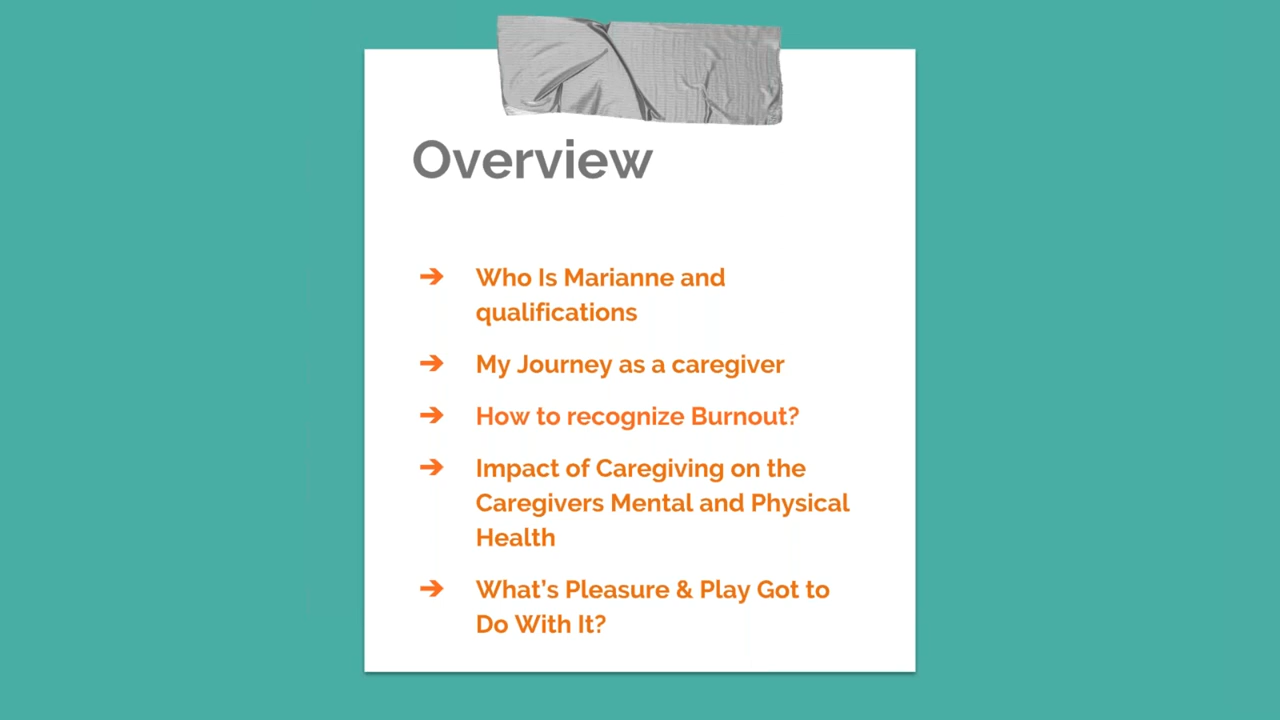 Overview
➔ Who Is Marianne and
qualifications
➔ My Journey as a caregiver
➔ How to recognize Burnout?
➔ Impact of Caregiving on the
Caregivers Mental and Physical
Health
➔ What’s Pleasure & Play Got to
Do With It?